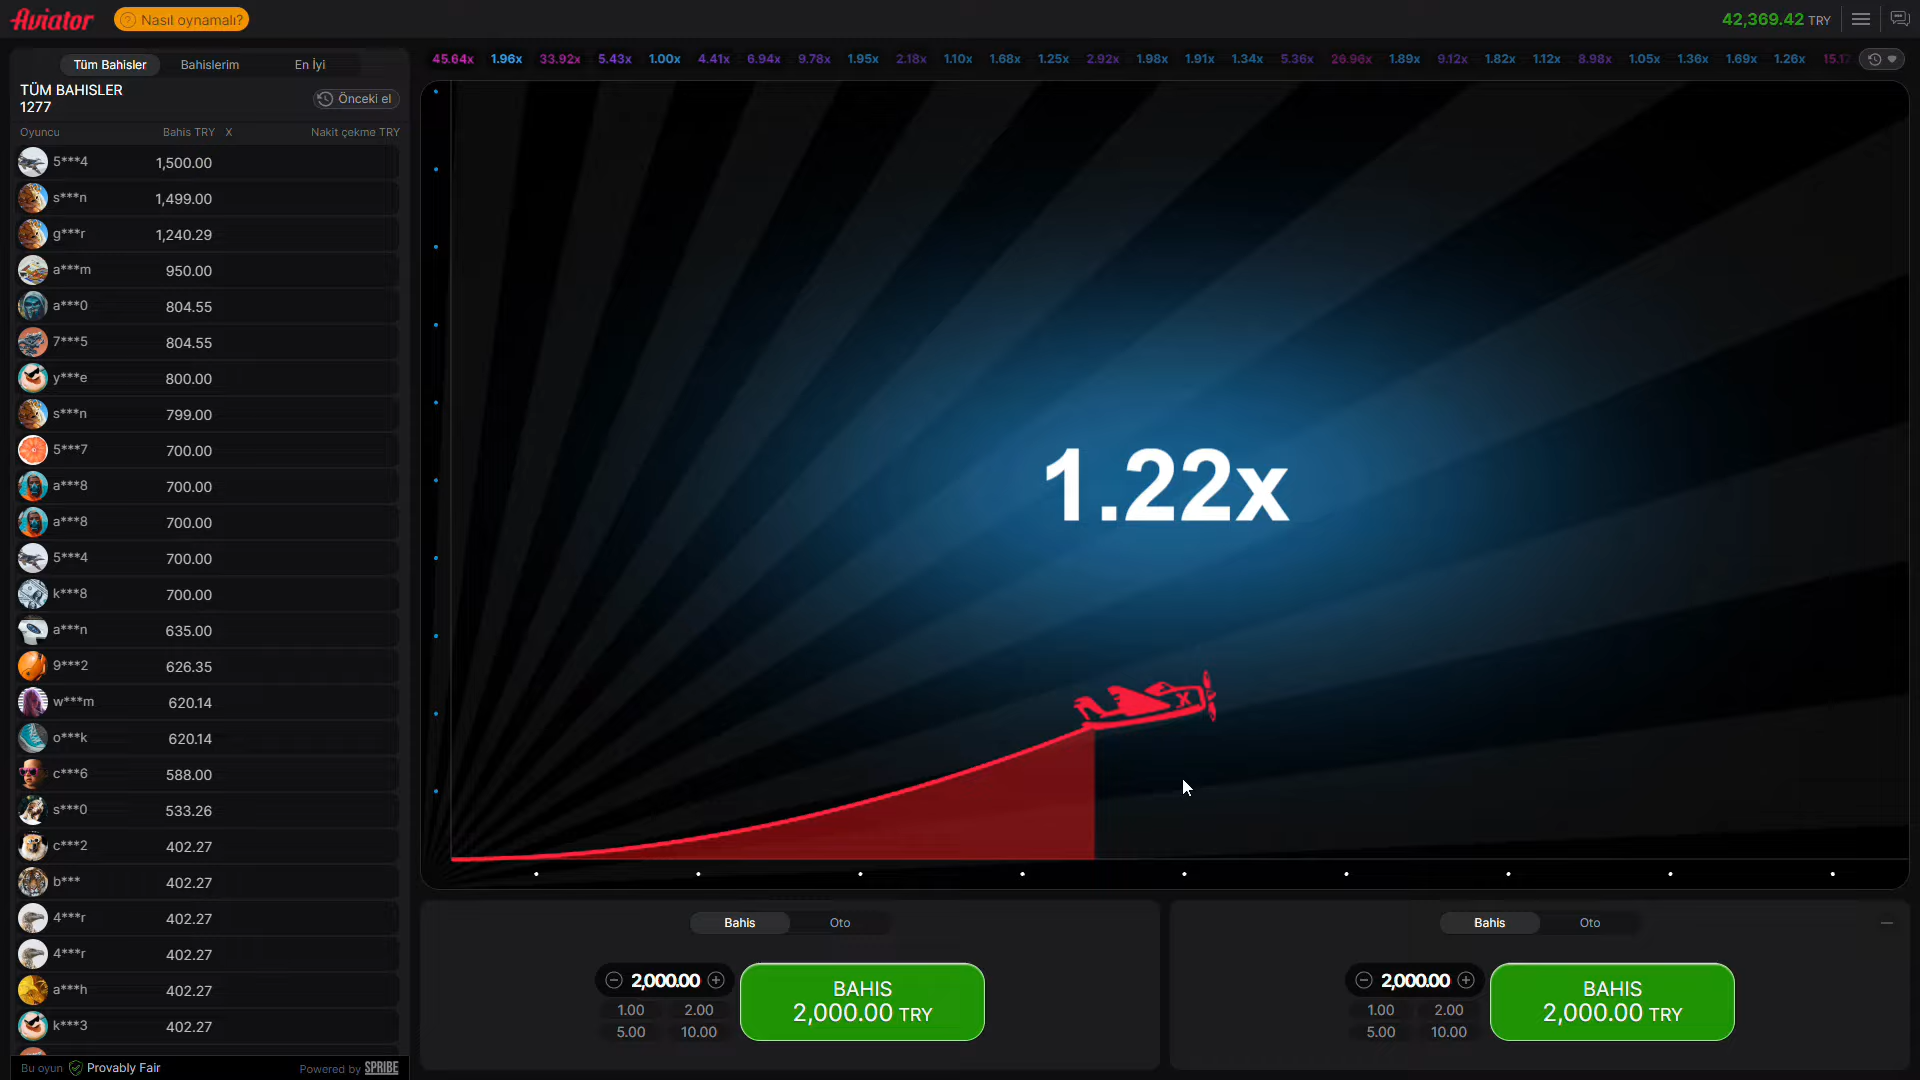 Aviator
Nasıl oynamalı?
42,369.42 TRY
45.64x 1.96x 33.92x 5.43x 1.00x 4.41x 6.94x 9.78x 1.95x 2.18x 1.10x 1.68x 1.25x 2.92x 1.98x 1.91x 1.34x 5.36x 26.96x 1.89x 9.12x 1.82x 1.12x 8.98x 1.05x 1.36x 1.69x 1.26x
Tüm Bahisler Bahislerim En İyi
TÜM BAHISLER
1277
Önceki el
Oyuncu Bahis TRY X Nakit çekme TRY
5***4 1,500.00
s***n 1,499.00
g***r 1,240.29
a***m 950.00
a***0 804.55
7***5 804.55
y***e 800.00
s***n 799.00
5***7 700.00
a***8 700.00
a***8 700.00
5***4 700.00
k***8 700.00
a***n 635.00
9***2 626.35
w***m 620.14
o***k 620.14
c***6 588.00
s***0 533.26
c***2 402.27
b*** 402.27
4***r 402.27
4***r 402.27
a***h 402.27
k***3 402.27
Bu oyun Provably Fair Powered by SPRIBE
1.22x
X
Bahis Oto
2,000.00
1.00 2.00
5.00 10.00
BAHIS
2,000.00 TRY
Bahis Oto
2,000.00
1.00 2.00
5.00 10.00
BAHIS
2,000.00 TRY